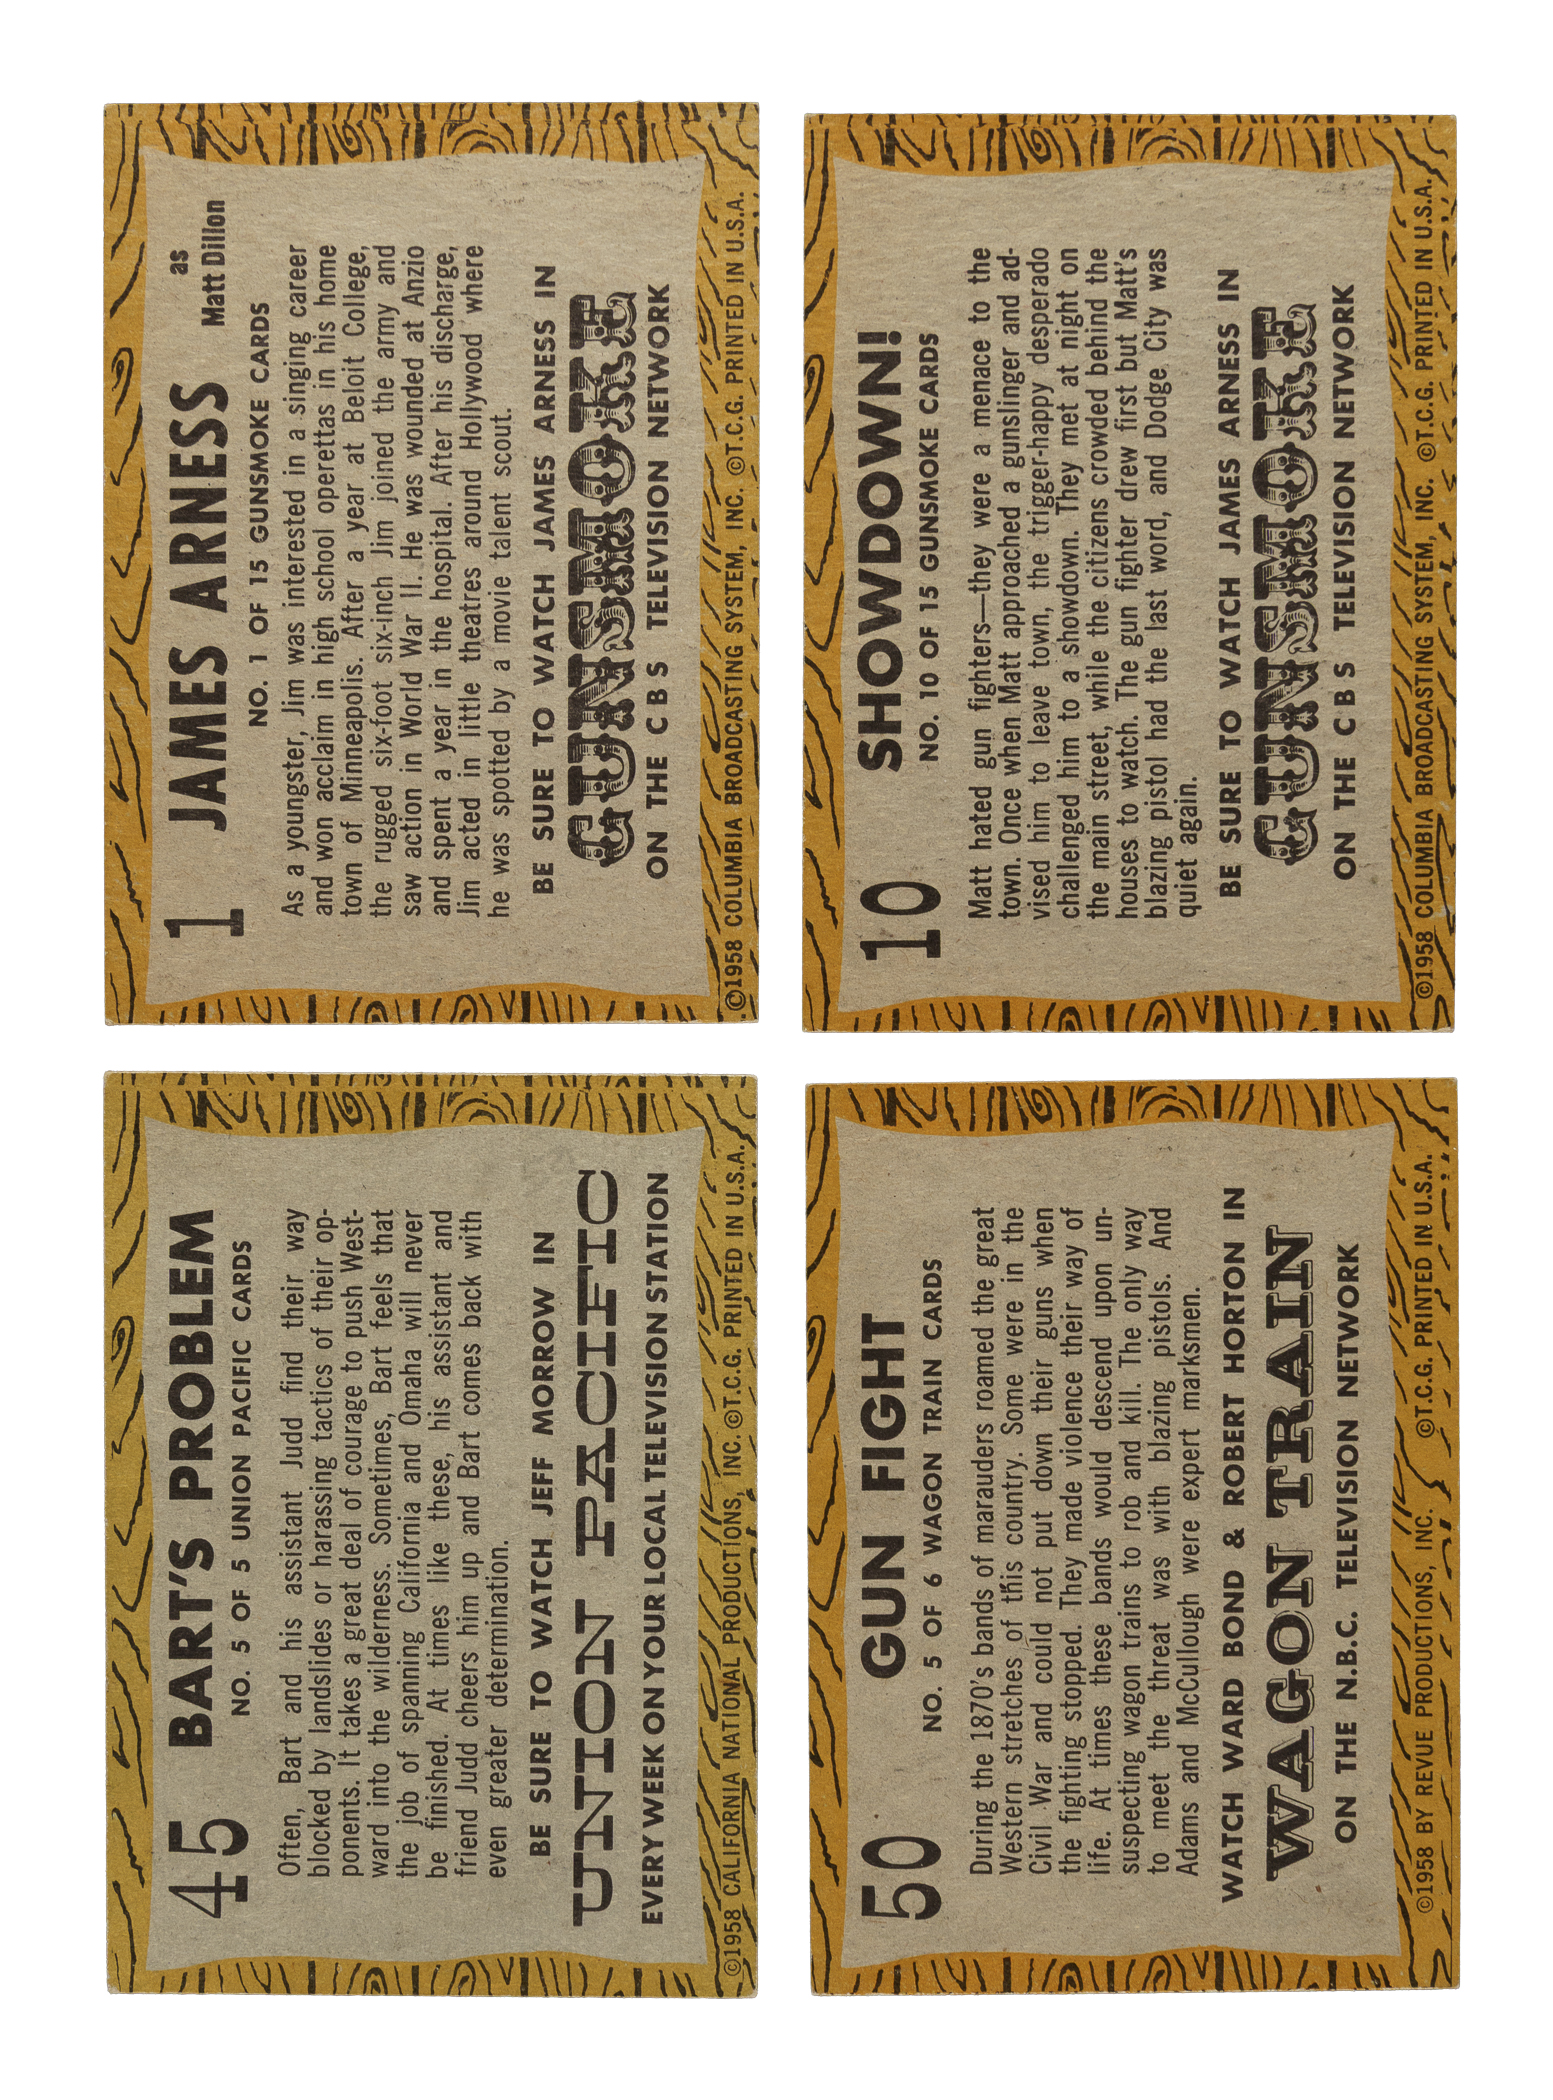 1 JAMES ARNESS as
Matt Dillon
NO. 1 OF 15 GUNSMOKE CARDS
As a youngster, Jim was interested in a singing career
and won acclaim in high school operettas in his home
town of Minneapolis. After a year at Beloit College,
the rugged six-foot six-inch Jim joined the army and
saw action in World War II. He was wounded at Anzio
and spent a year in the hospital. After his discharge,
Jim acted in little theatres around Hollywood where
he was spotted by a movie talent scout.
BE SURE TO WATCH JAMES ARNESS IN
GUNSMOKE
ON THE CBS TELEVISION NETWORK
©1958 COLUMBIA BROADCASTING SYSTEM, INC. ©T.C.G. PRINTED IN U.S.A.
10 SHOWDOWN!
NO. 10 OF 15 GUNSMOKE CARDS
Matt hated gun fighters—they were a menace to the
town. Once when Matt approached a gunslinger and ad-
vised him to leave town, the trigger-happy desperado
challenged him to a showdown. They met at night on
the main street, while the citizens crowded behind the
houses to watch. The gun fighter drew first but Matt's
blazing pistol had the last word, and Dodge City was
quiet again.
BE SURE TO WATCH JAMES ARNESS IN
GUNSMOKE
ON THE CBS TELEVISION NETWORK
©1958 COLUMBIA BROADCASTING SYSTEM, INC. ©T.C.G. PRINTED IN U.S.A.
45 BART'S PROBLEM
NO. 5 OF 5 UNION PACIFIC CARDS
Often, Bart and his assistant Judd find their way
blocked by landslides or harassing tactics of their op-
ponents. It takes a great deal of courage to push West-
ward into the wilderness. Sometimes, Bart feels that
the job of spanning California and Omaha will never
be finished. At times like these, his assistant and
friend Judd cheers him up and Bart comes back with
even greater determination.
BE SURE TO WATCH JEFF MORROW IN
UNION PACIFIC
EVERY WEEK ON YOUR LOCAL TELEVISION STATION
©1958 CALIFORNIA NATIONAL PRODUCTIONS, INC. ©T.C.G. PRINTED IN U.S.A.
50 GUN FIGHT
NO. 5 OF 6 WAGON TRAIN CARDS
During the 1870's bands of marauders roamed the great
Western stretches of this country. Some were in the
Civil War and could not put down their guns when
the fighting stopped. They made violence their way of
life. At times these bands would descend upon un-
suspecting wagon trains to rob and kill. The only way
to meet the threat was with blazing pistols. And
Adams and McCullough were expert marksmen.
WATCH WARD BOND & ROBERT HORTON IN
WAGON TRAIN
ON THE N.B.C. TELEVISION NETWORK
©1958 BY REVUE PRODUCTIONS, INC. ©T.C.G. PRINTED IN U.S.A.